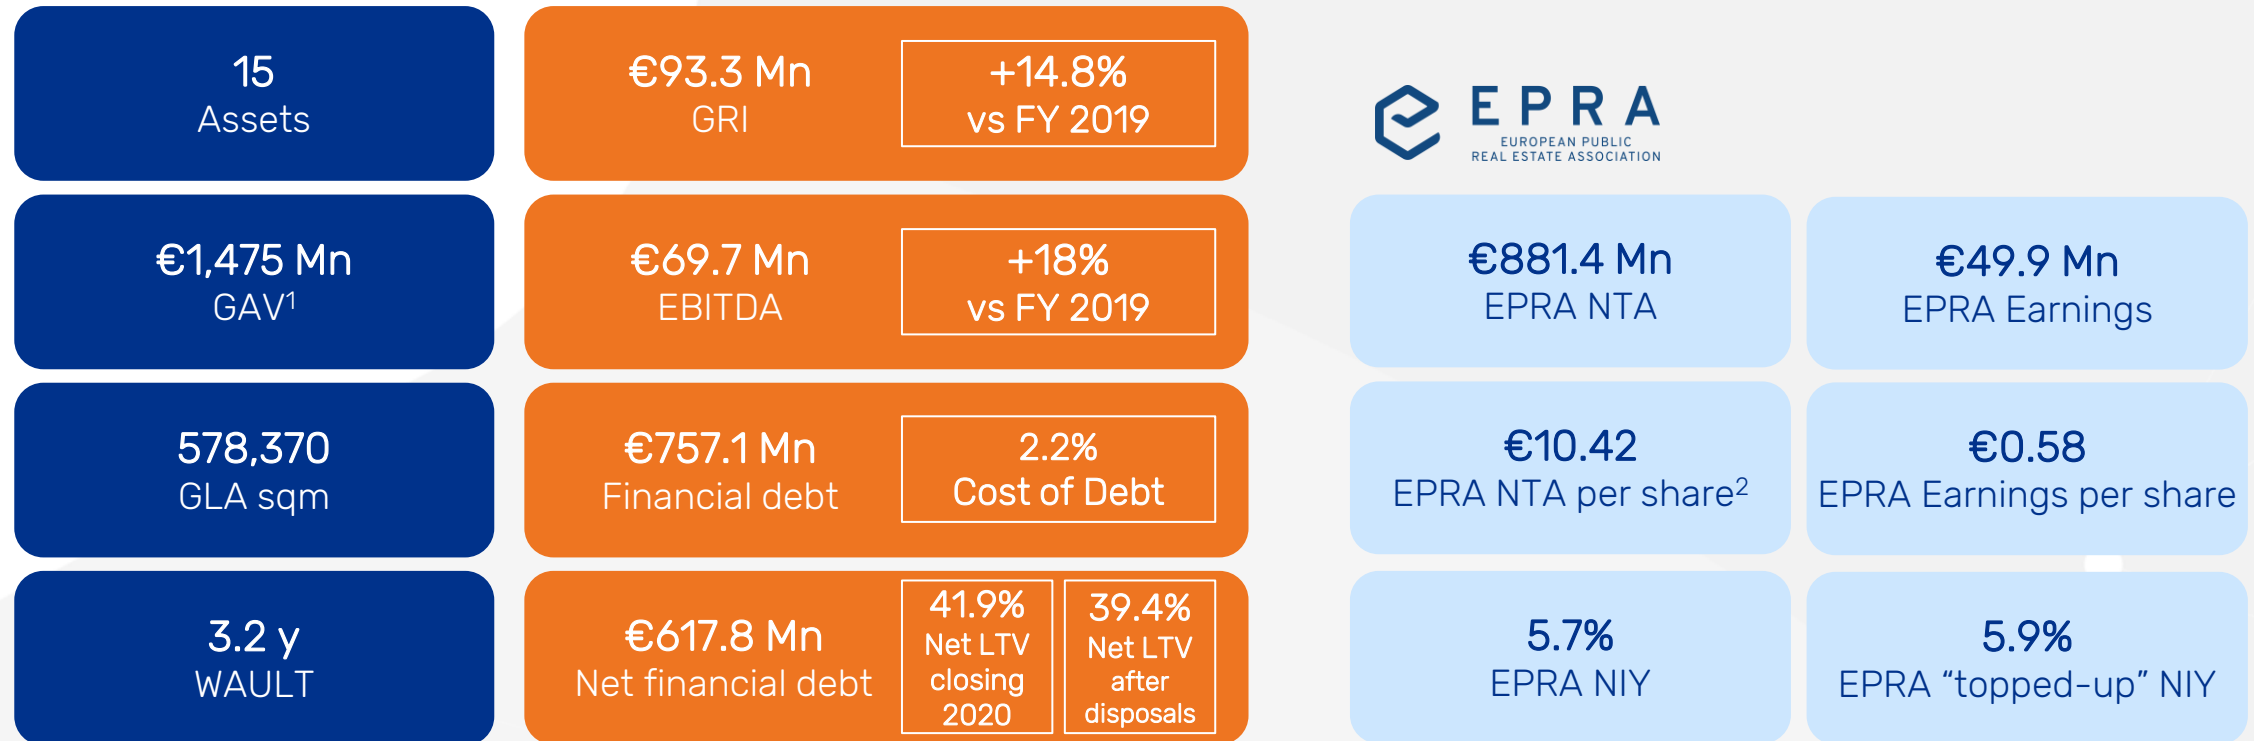 15
Assets
€1,475 Mn
GAV¹
578,370
GLA sqm
3.2 y
WAULT
€93.3 Mn
GRI
+14.8%
vs FY 2019
€69.7 Mn
EBITDA
+18%
vs FY 2019
€757.1 Mn
Financial debt
2.2%
Cost of Debt
€617.8 Mn
Net financial debt
41.9%
Net LTV
closing
2020
39.4%
Net LTV
after
disposals
EPRA
EUROPEAN PUBLIC
REAL ESTATE ASSOCIATION
€881.4 Mn
EPRA NTA
€49.9 Mn
EPRA Earnings
€10.42
EPRA NTA per share²
€0.58
EPRA Earnings per share
5.7%
EPRA NIY
5.9%
EPRA “topped-up” NIY